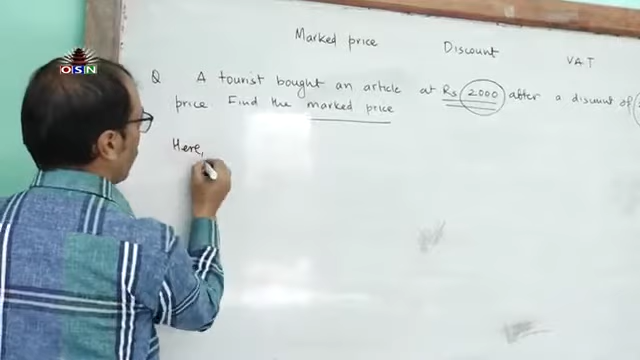 Marked price Discount VAT
OSN
Q A tourist bought an article at Rs 2000 after a discount of
price Find the marked price
Here,